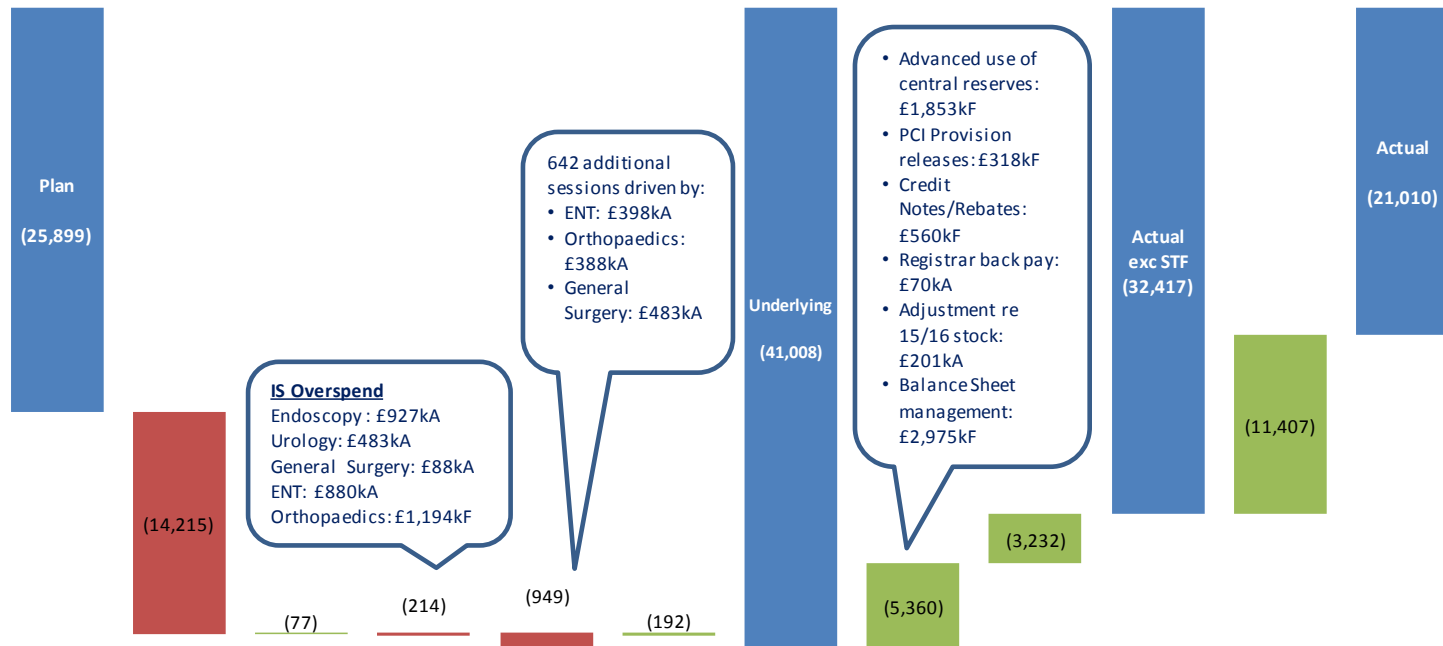 Plan
(25,899)
(14,215)
(77)
IS Overspend
Endoscopy : £927kA
Urology: £483kA
General Surgery: £88kA
ENT: £880kA
Orthopaedics: £1,194kF
(214)
642 additional
sessions driven by:
• ENT: £398kA
• Orthopaedics:
£388kA
• General
Surgery: £483kA
(949)
(192)
Underlying
(41,008)
• Advanced use of
central reserves:
£1,853kF
• PCI Provision
releases: £318kF
• Credit
Notes/Rebates:
£560kF
• Registrar back pay:
£70kA
• Adjustment re
15/16 stock:
£201kA
• Balance Sheet
management:
£2,975kF
(5,360)
(3,232)
Actual
exc STF
(32,417)
(11,407)
Actual
(21,010)